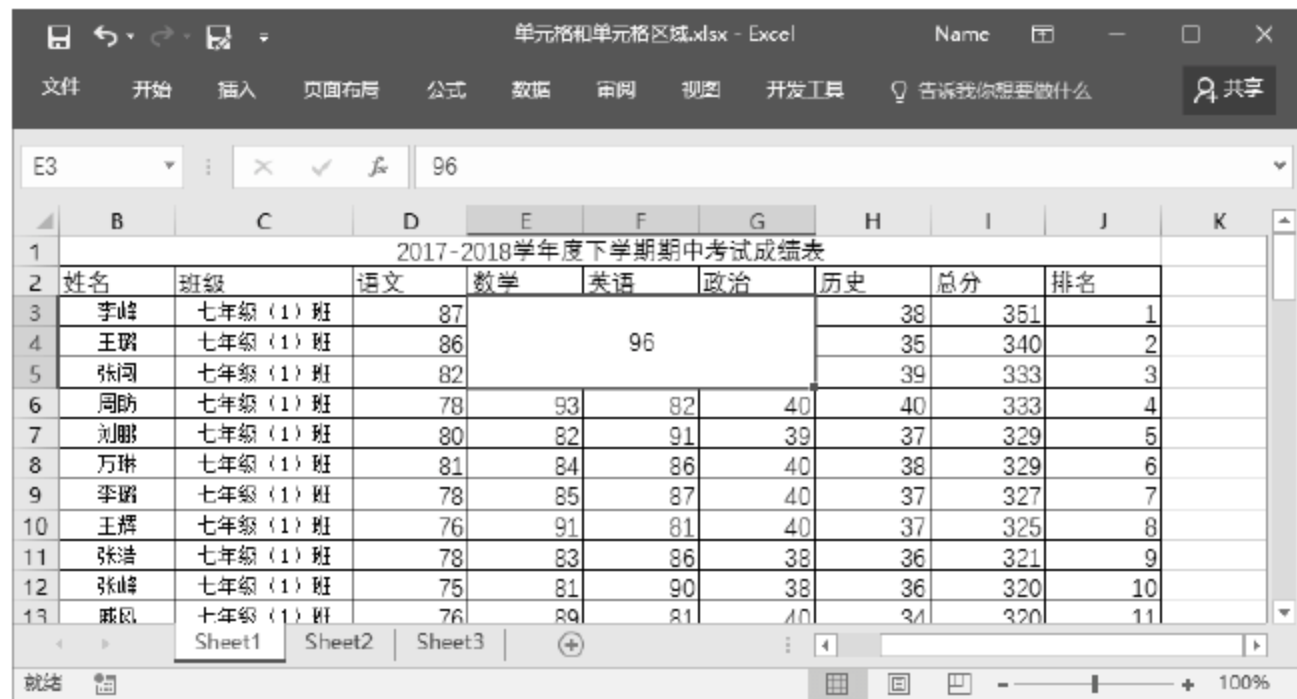 单元格和单元格区域.xlsx - Excel Name
文件 开始 插入 页面布局 公式 数据 审阅 视图 开发工具 告诉我你想要做什么 共享
E3 fx 96
B C D E F G H I J K
1 2017-2018学年度下学期期中考试成绩表
2 姓名 班级 语文 数学 英语 政治 历史 总分 排名
3 李峰 七年级（1）班 87 38 351 1
4 王璐 七年级（1）班 86 96 35 340 2
5 张闯 七年级（1）班 82 39 333 3
6 周昉 七年级（1）班 78 93 82 40 40 333 4
7 刘鹏 七年级（1）班 80 82 91 39 37 329 5
8 万琳 七年级（1）班 81 84 86 40 38 329 6
9 李璐 七年级（1）班 78 85 87 40 37 327 7
10 王辉 七年级（1）班 76 91 81 40 37 325 8
11 张浩 七年级（1）班 78 83 86 38 36 321 9
12 张峰 七年级（1）班 75 81 90 38 36 320 10
13 七年级（1）班 76 89 81 40 34 320 11
Sheet1 Sheet2 Sheet3
就绪 100%